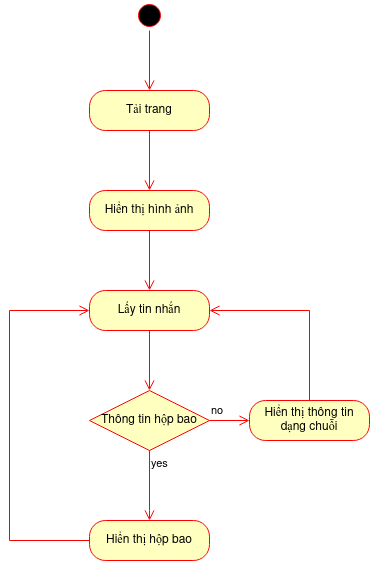 Tải trang
Hiển thị hình ảnh
Lấy tin nhắn
Thông tin hộp bao
no
Hiển thị thông tin
dạng chuỗi
yes
Hiển thị hộp bao